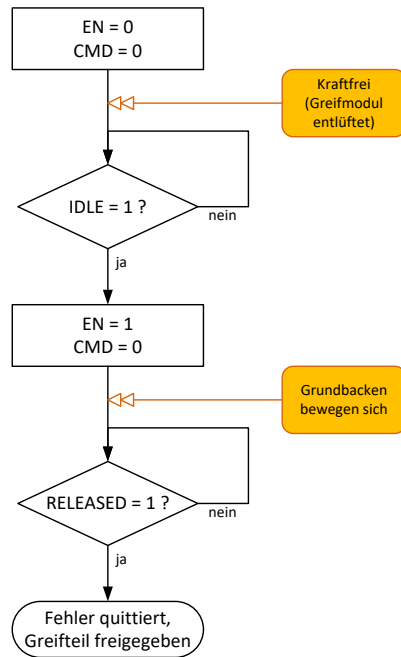 EN = 0
CMD = 0
Kraftfrei
(Greifmodul
entlüftet)
IDLE = 1 ?
nein
ja
EN = 1
CMD = 0
Grundbacken
bewegen sich
RELEASED = 1 ?
nein
ja
Fehler quittiert,
Greifteil freigegeben